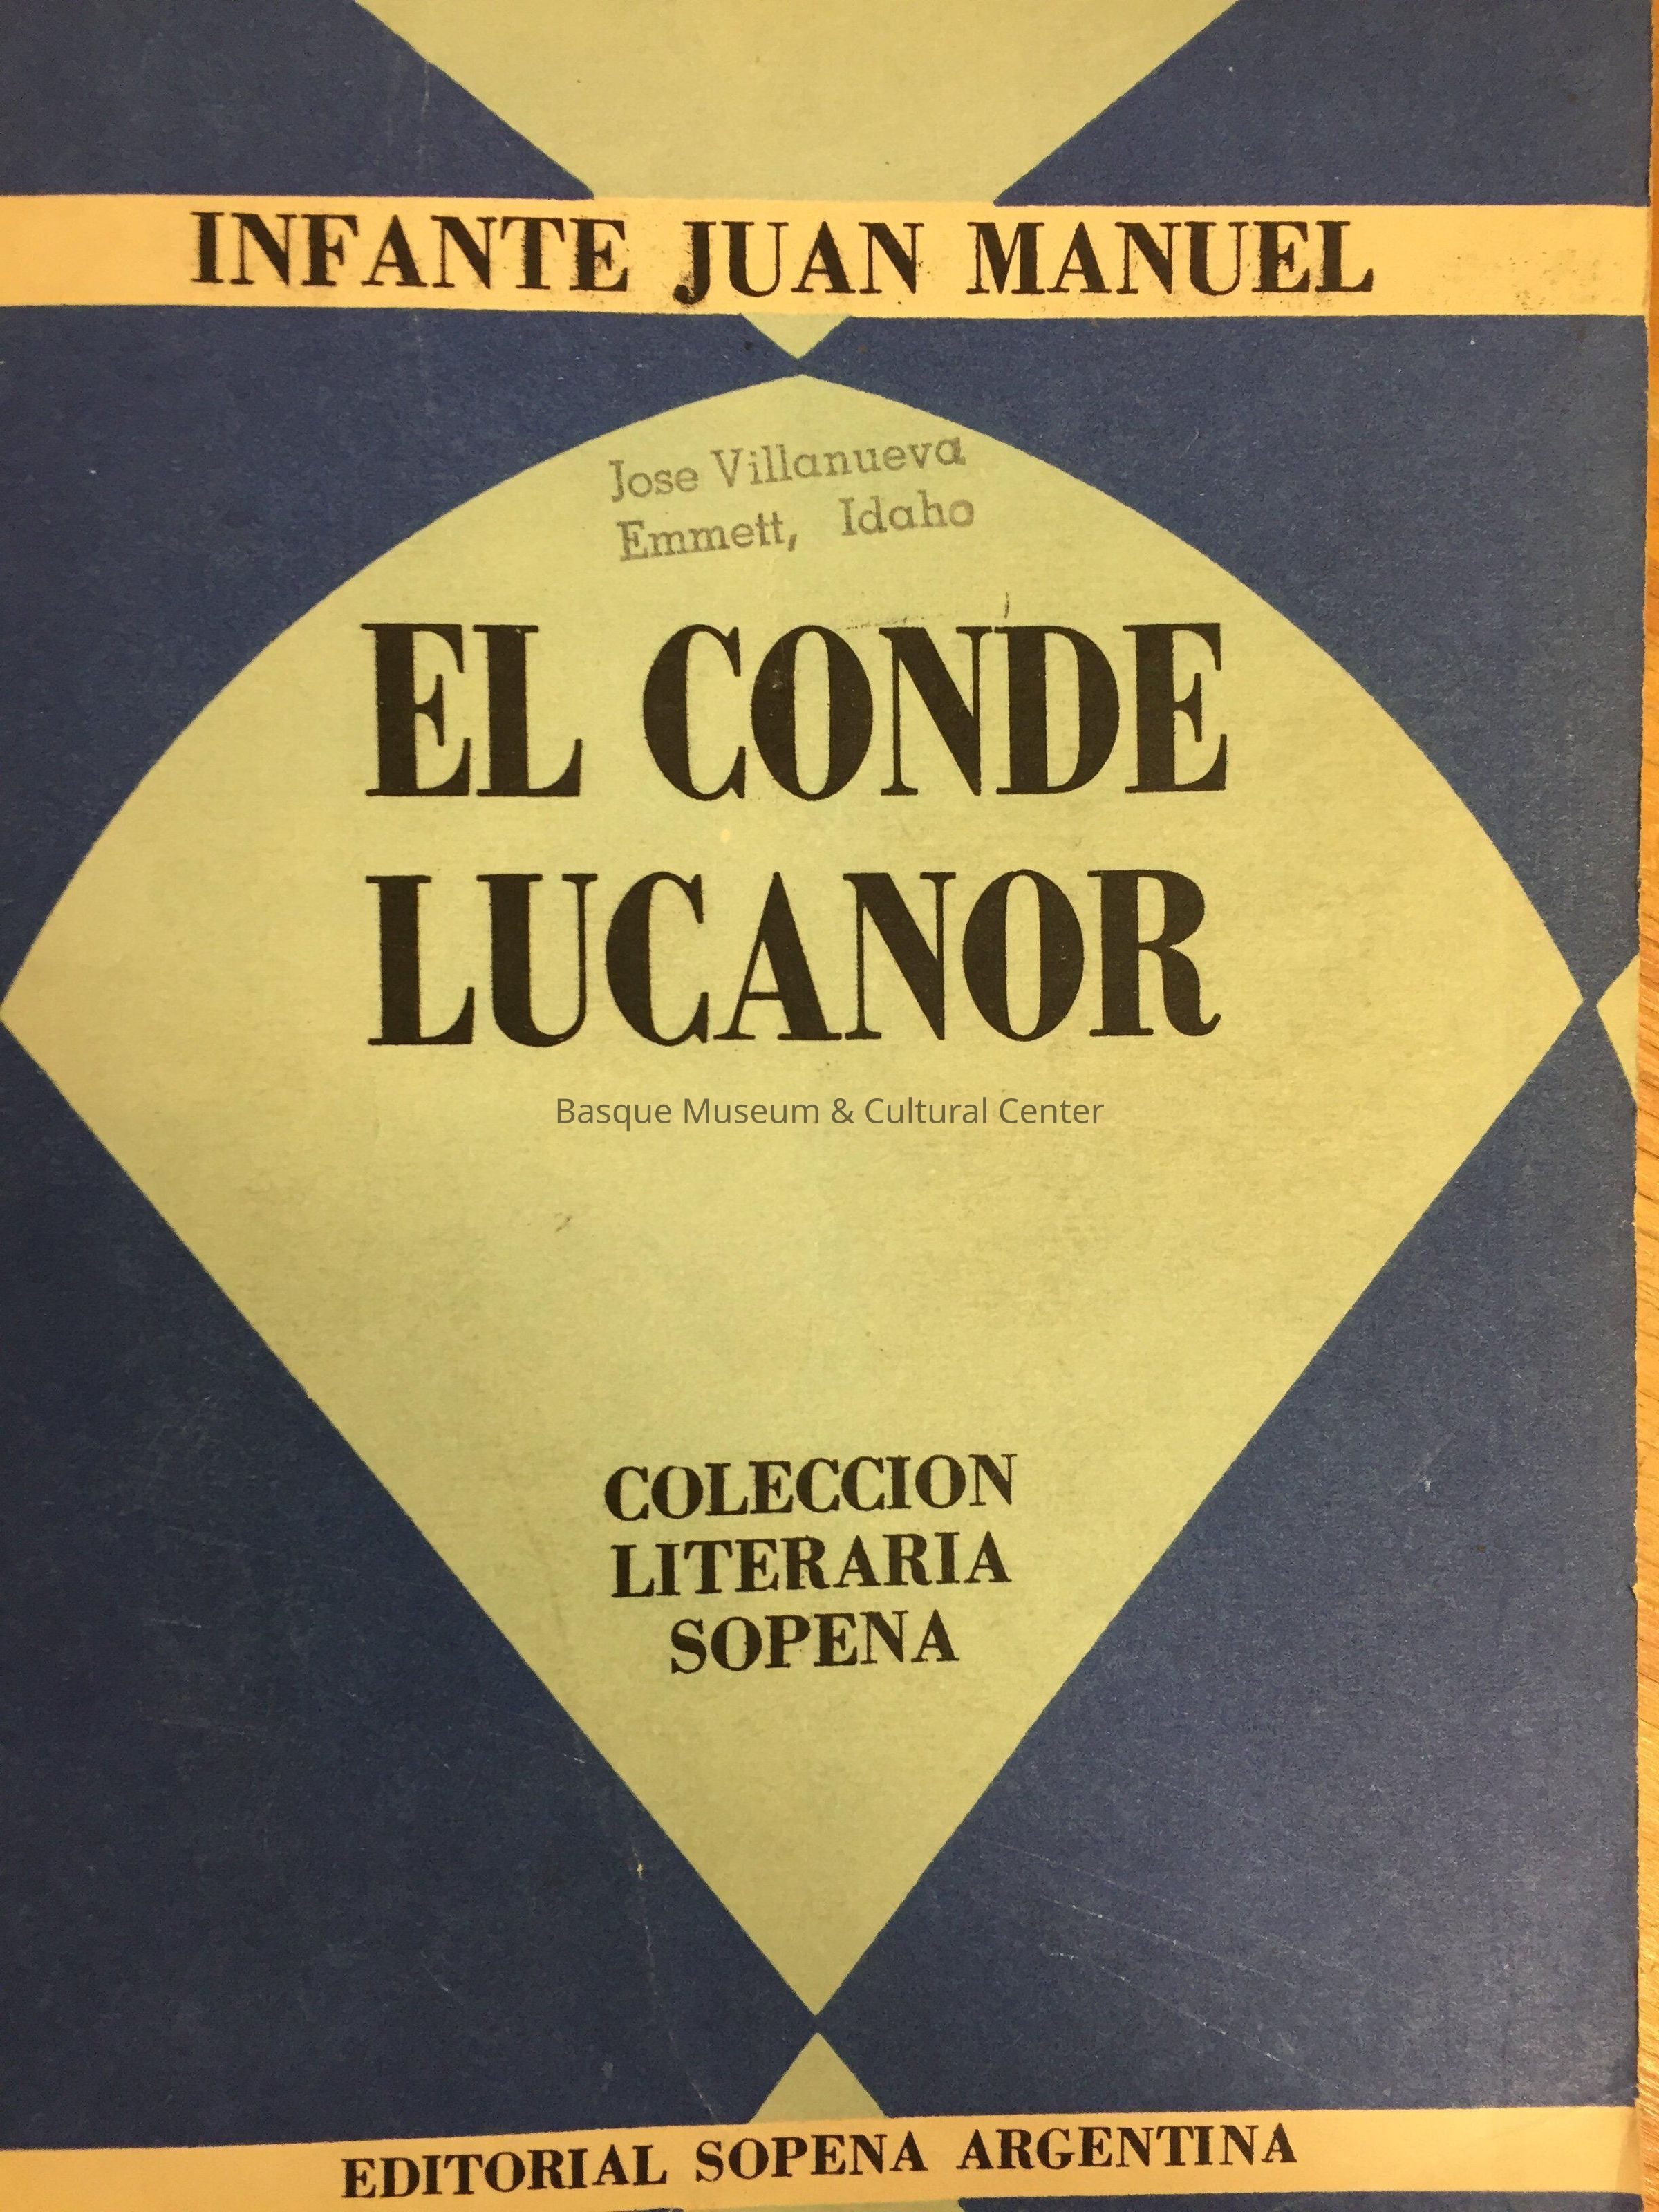 INFANTE JUAN MANUEL
Jose Villanueva
Emmett, Idaho
EL CONDE
LUCANOR
Basque Museum & Cultural Center
COLECCION
LITERARIA
SOPENA
EDITORIAL SOPENA ARGENTINA